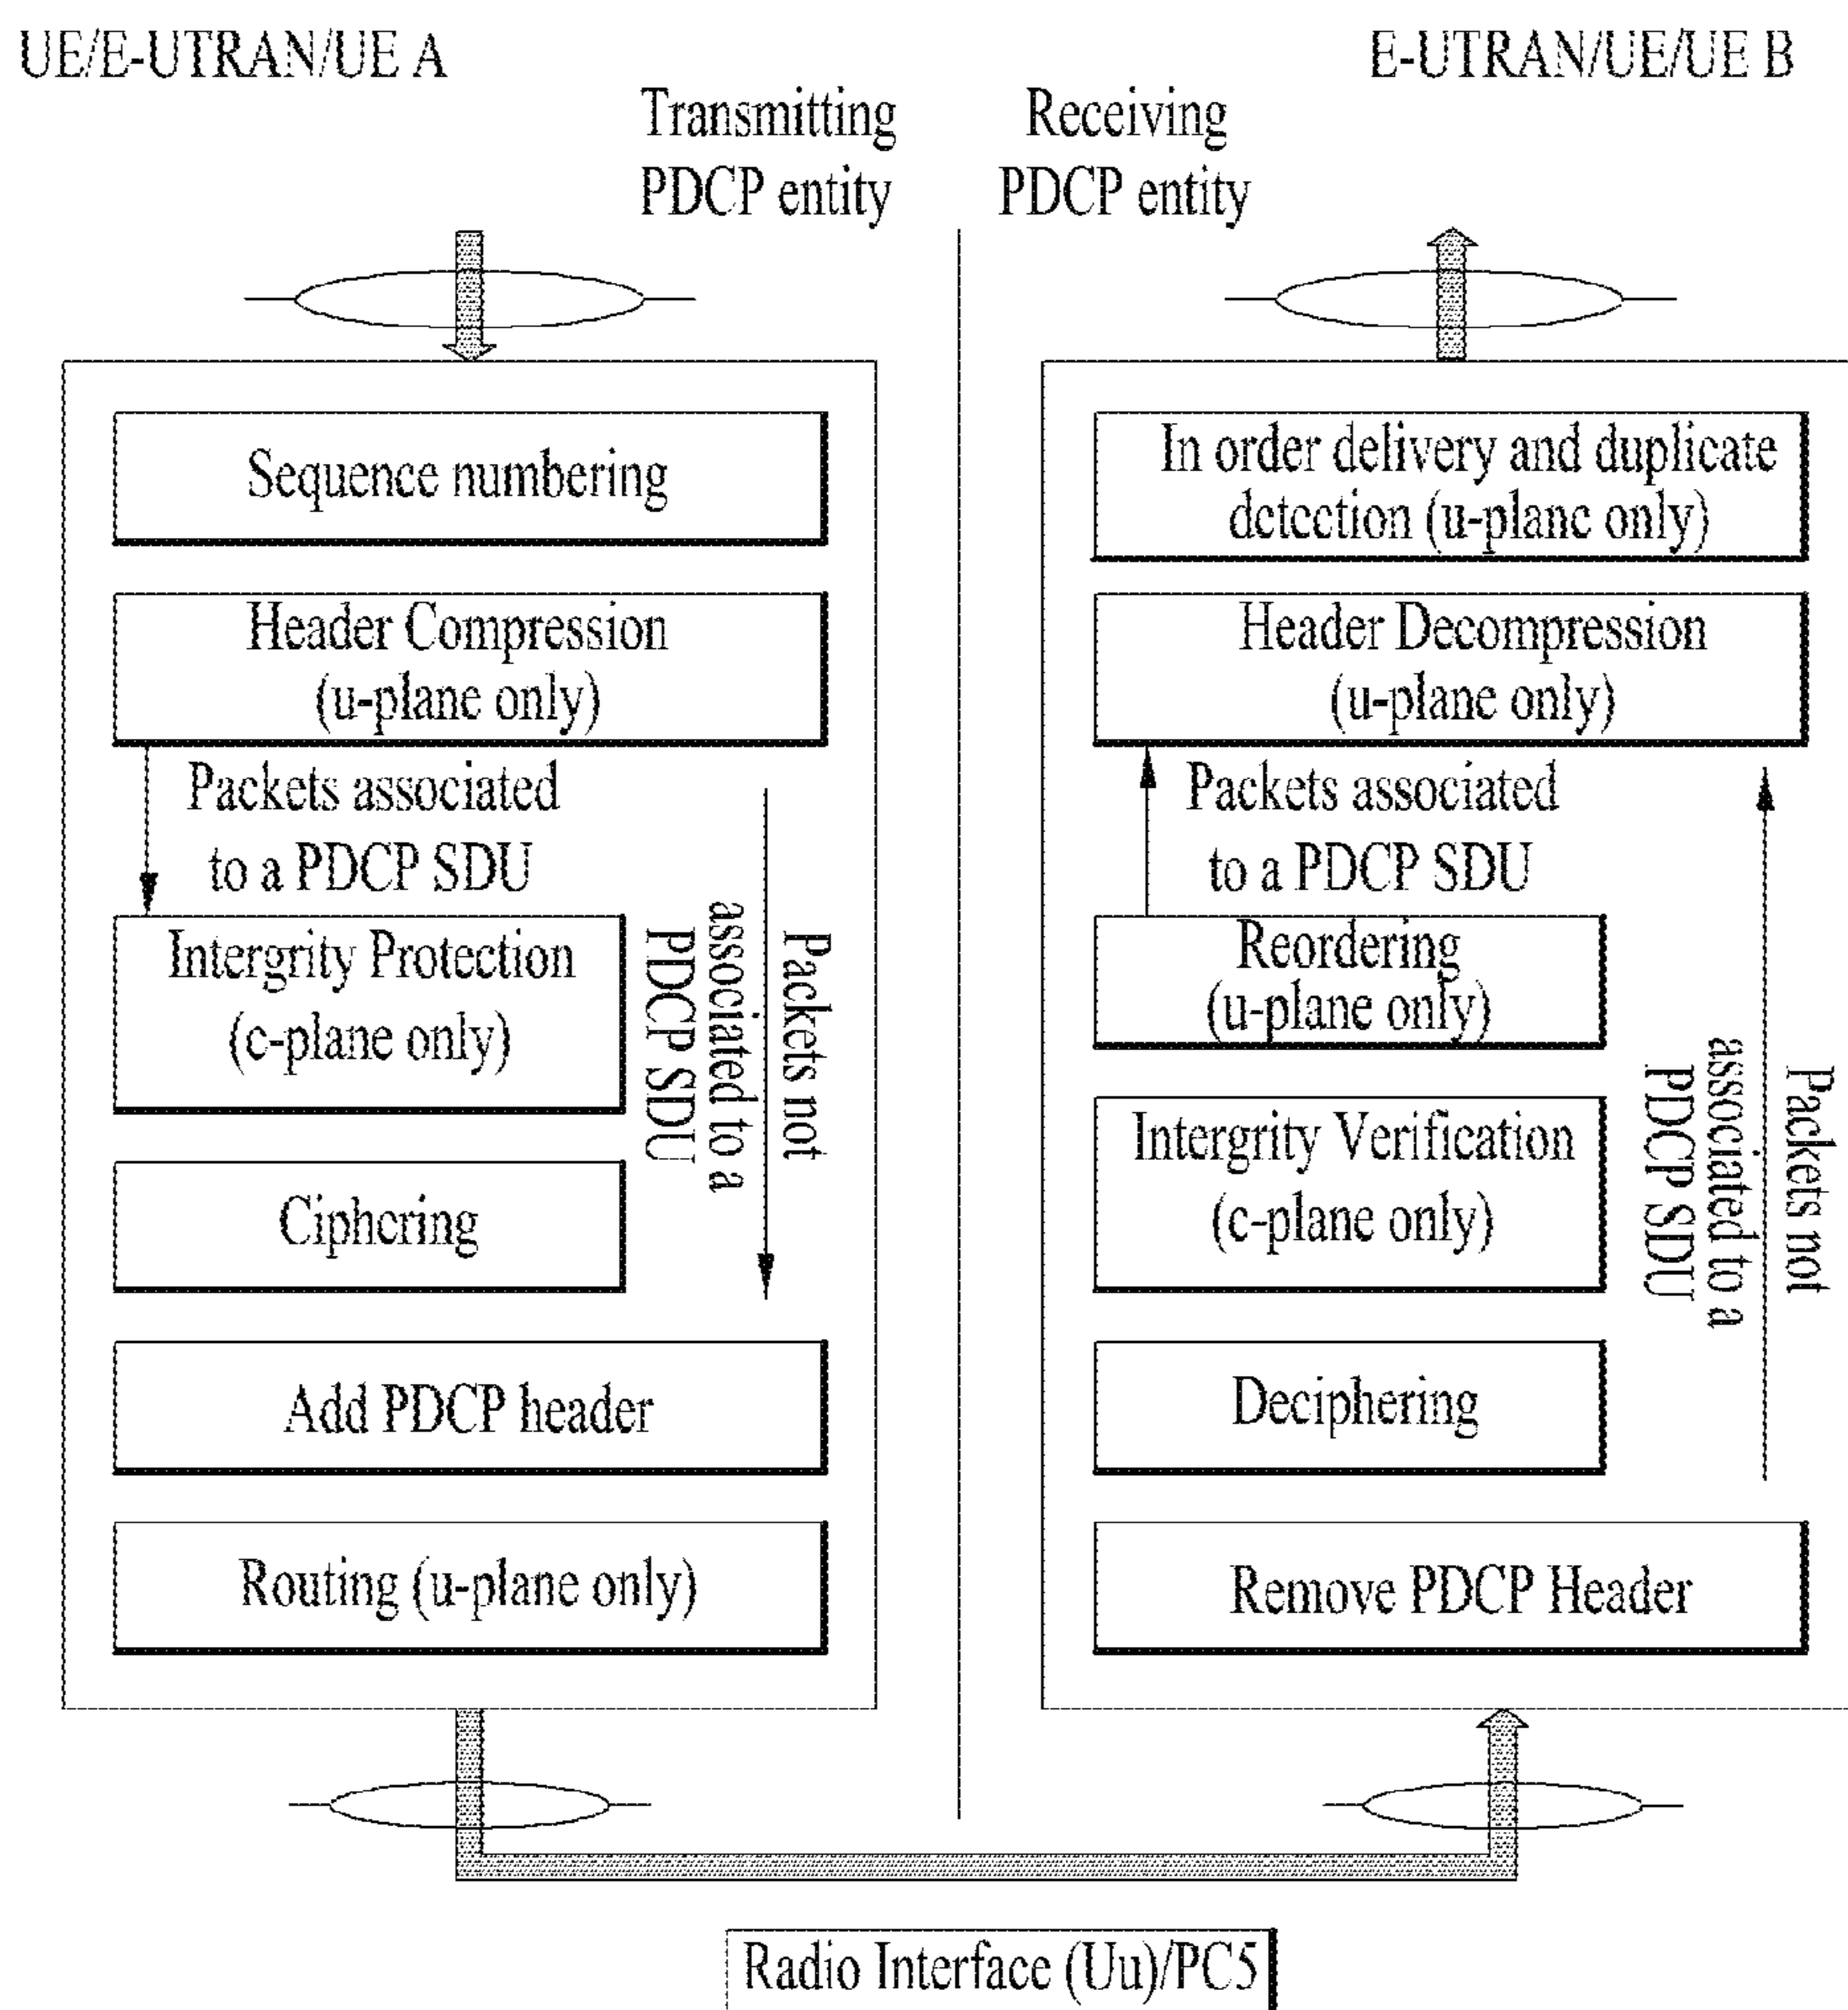 UE/E-UTRAN/UE A
E-UTRAN/UE/UE B
Transmitting
PDCP entity
Receiving
PDCP entity
Sequence numbering
Header Compression
(u-plane only)
Packets associated
to a PDCP SDU
Packets not
associated to a
PDCP SDU
Intergrity Protection
(c-plane only)
Ciphering
Add PDCP header
Routing (u-plane only)
In order delivery and duplicate
detection (u-plane only)
Header Decompression
(u-plane only)
Packets associated
to a PDCP SDU
Reordering
(u-plane only)
Packets not
associated to a
PDCP SDU
Intergrity Verification
(c-plane only)
Deciphering
Remove PDCP Header
Radio Interface (Uu)/PC5